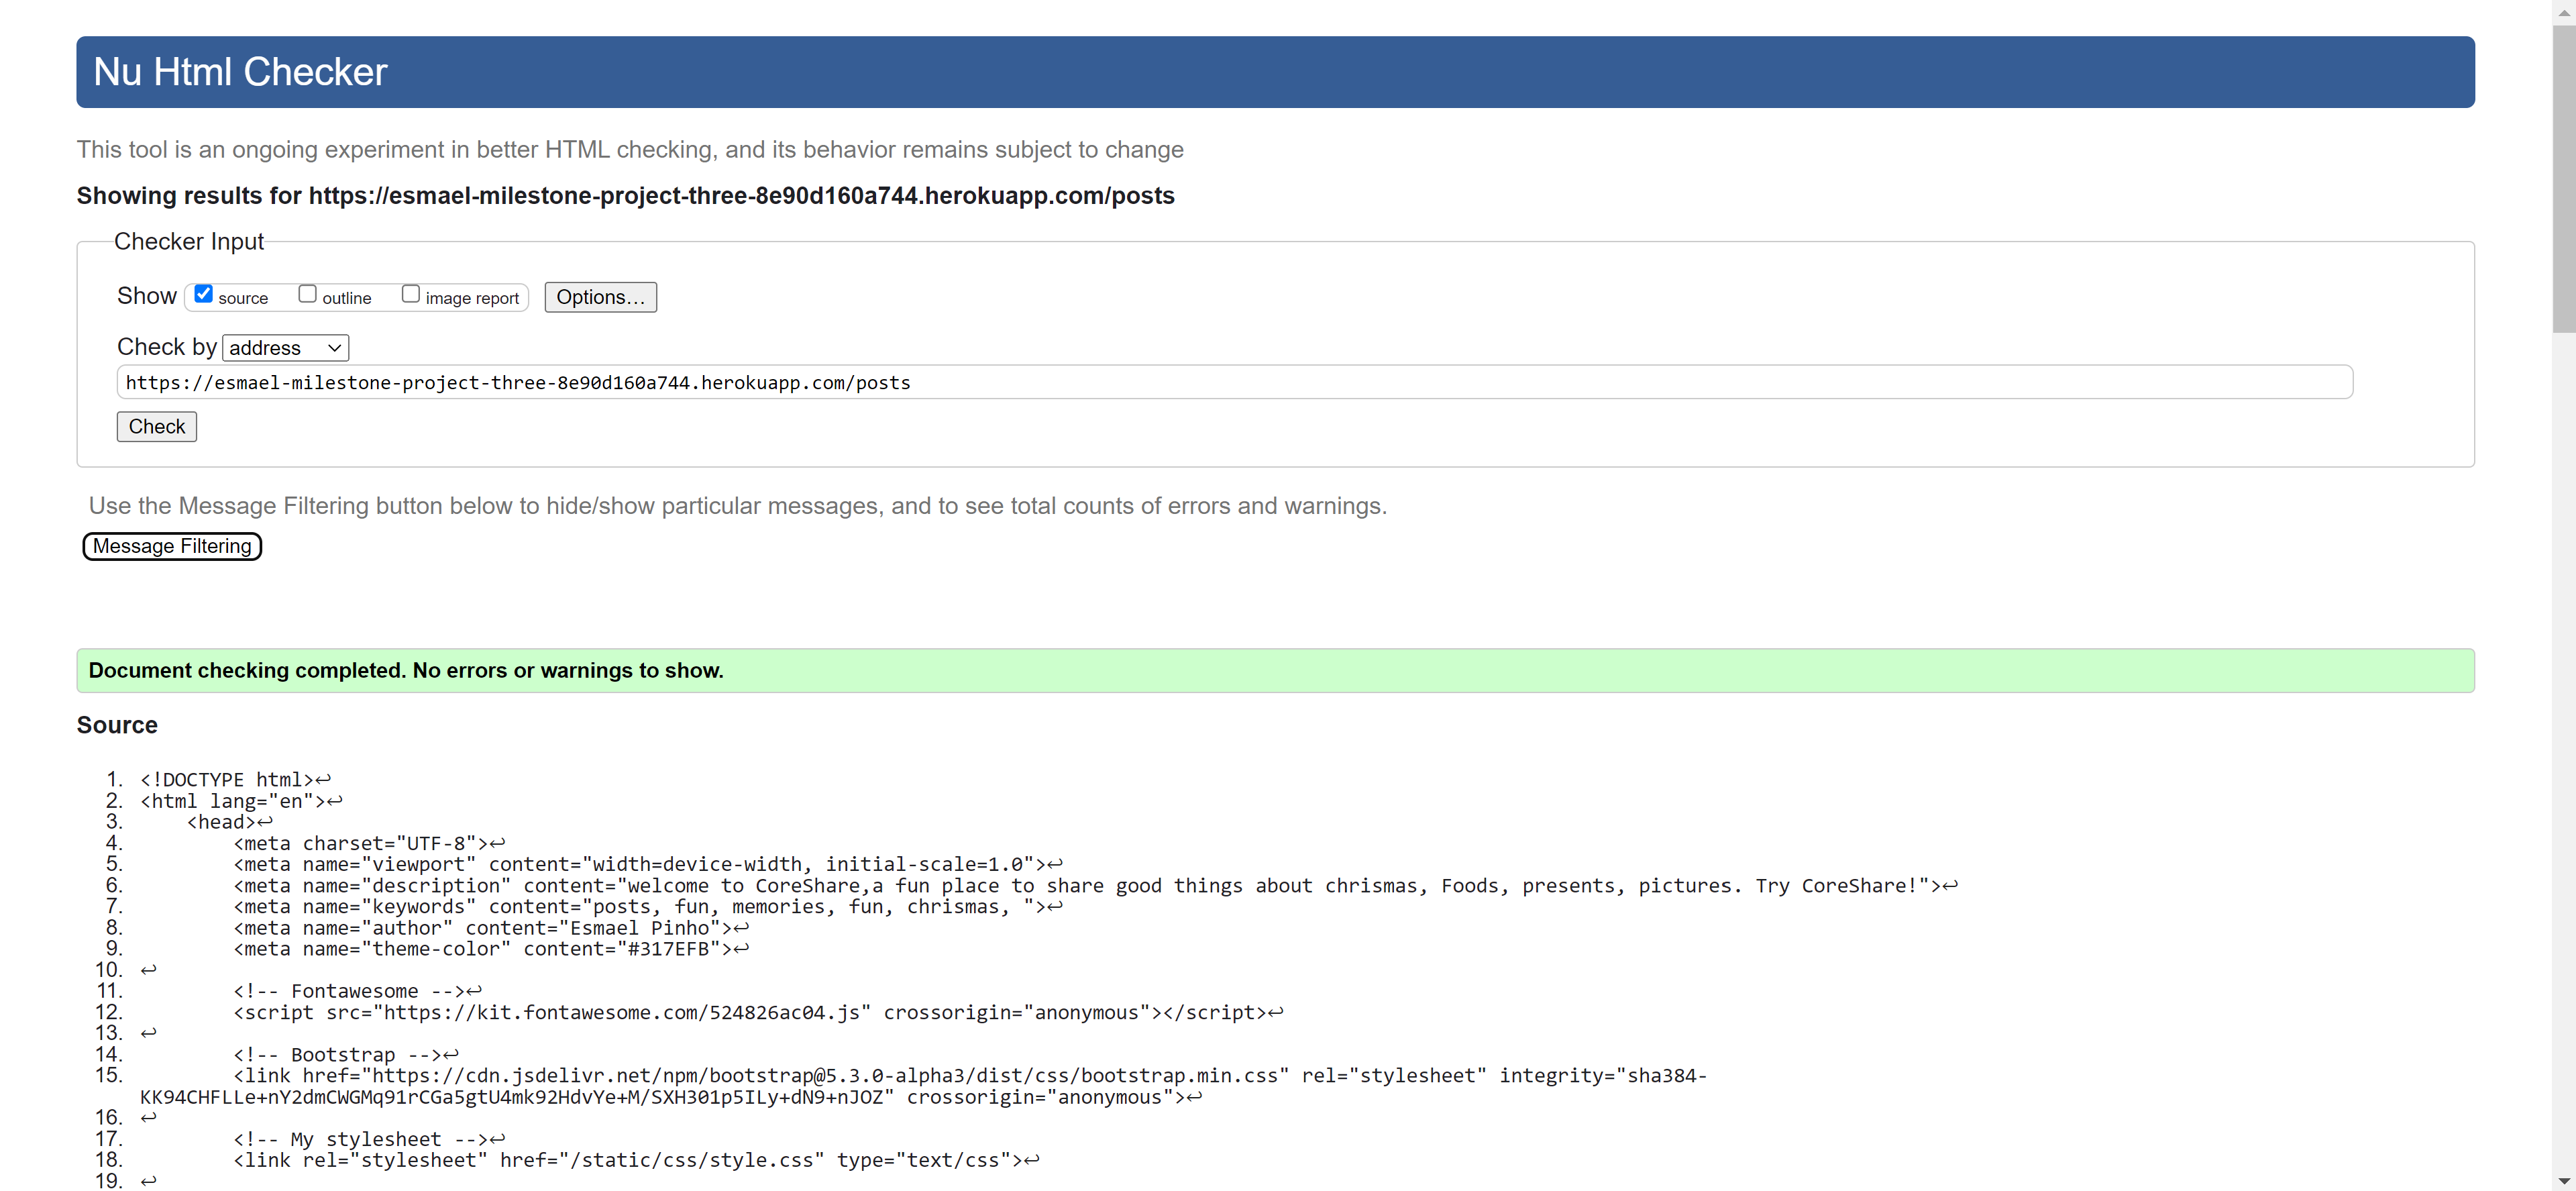 Nu Html Checker
This tool is an ongoing experiment in better HTML checking, and its behavior remains subject to change
Showing results for https://esmael-milestone-project-three-8e90d160a744.herokuapp.com/posts
Checker Input
Show source outline image report Options...
Check by address
https://esmael-milestone-project-three-8e90d160a744.herokuapp.com/posts
Check
Use the Message Filtering button below to hide/show particular messages, and to see total counts of errors and warnings.
Message Filtering
Document checking completed. No errors or warnings to show.
Source
1. <!DOCTYPE html>↩
2. <html lang="en">↩
3. <head>↩
4. <meta charset="UTF-8">↩
5. <meta name="viewport" content="width=device-width, initial-scale=1.0">↩
6. <meta name="description" content="welcome to CoreShare,a fun place to share good things about chrismas, Foods, presents, pictures. Try CoreShare!">↩
7. <meta name="keywords" content="posts, fun, memories, fun, chrismas, ">↩
8. <meta name="author" content="Esmael Pinho">↩
9. <meta name="theme-color" content="#317EFB">↩
10. ↩
11. <!-- Fontawesome -->↩
12. <script src="https://kit.fontawesome.com/524826ac04.js" crossorigin="anonymous"></script>↩
13. ↩
14. <!-- Bootstrap -->↩
15. <link href="https://cdn.jsdelivr.net/npm/bootstrap@5.3.0-alpha3/dist/css/bootstrap.min.css" rel="stylesheet" integrity="sha384-
KK94CHFLLe+nY2dmCWGMq91rCGa5gtU4mk92HdvYe+M/SXH301p5ILy+dN9+nJOZ" crossorigin="anonymous">↩
16. ↩
17. <!-- My stylesheet -->↩
18. <link rel="stylesheet" href="/static/css/style.css" type="text/css">↩
19. ↩